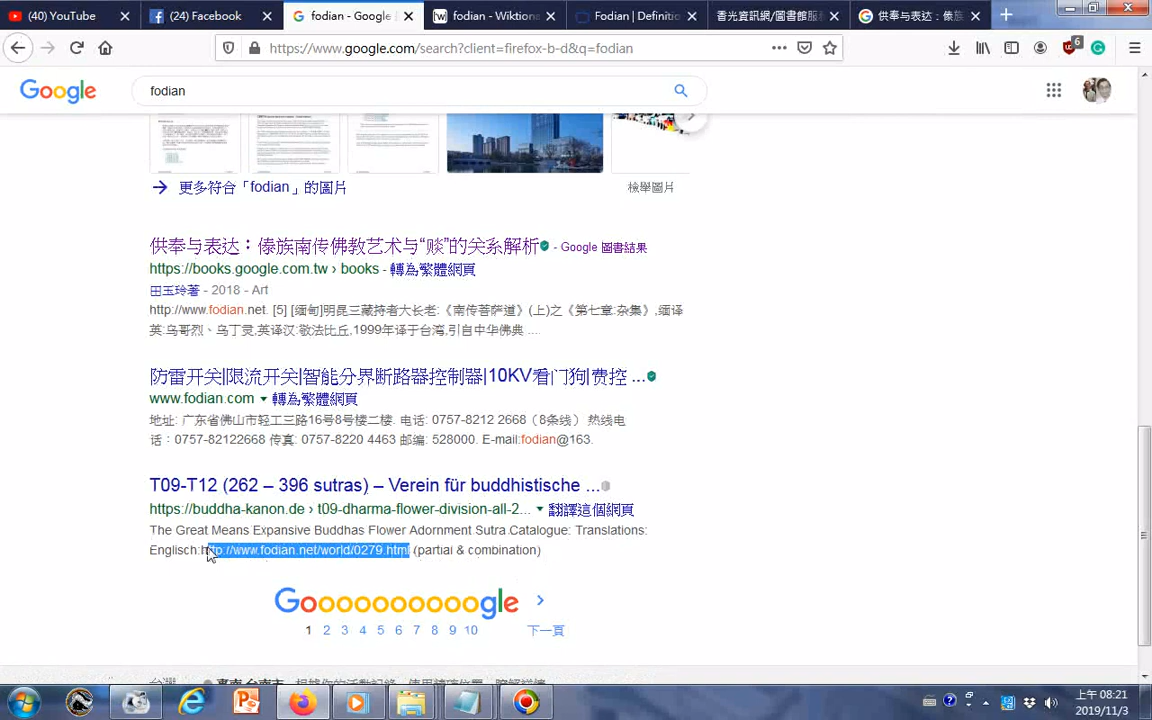 (40) YouTube
(24) Facebook
fodian - Google
fodian - Wiktion
Fodian | Definitio
香光資訊網/圖書館服
供奉与表达：傣族
https://www.google.com/search?client=firefox-b-d&q=fodian
6
Google
fodian
更多符合「fodian」的圖片
檢舉圖片
供奉与表达：傣族南传佛教艺术与“赕”的关系解析 - Google 圖書結果
https://books.google.com.tw › books - 轉為繁體網頁
田玉玲著 - 2018 - Art
http://www.fodian.net. [5] [缅甸]明昆三藏持者大长老:《南传菩萨道》(上)之《第七章:杂集》,缅译
英:乌哥烈、乌丁灵,英译汉:敬法比丘,1999年译于台湾,引自中华佛典 ....
防雷开关|限流开关|智能分界断路器控制器|10KV看门狗|费控 ...
www.fodian.com 轉為繁體網頁
地址: 广东省佛山市轻工三路16号8号楼二楼. 电话: 0757-8212 2668（8条线） 热线电
话：0757-82122668 传真: 0757-8220 4463 邮编: 528000. E-mail:fodian@163.
T09-T12 (262 – 396 sutras) – Verein für buddhistische ...
https://buddha-kanon.de › t09-dharma-flower-division-all-2... 翻譯這個網頁
The Great Means Expansive Buddhas Flower Adornment Sutra Catalogue: Translations:
Englisch:http://www.fodian.net/world/0279.html (partial & combination)
Goooooooooogle
1 2 3 4 5 6 7 8 9 10 下一頁
上午 08:21
2019/11/3